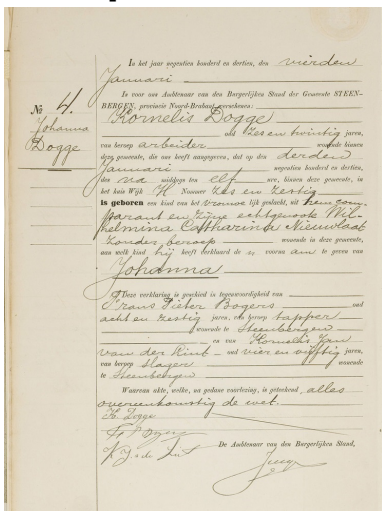 No 4.
Johanna
Dogge
In het jaar negentien honderd en dertien, den vierden
Januari
is voor ons Ambtenaar van den Burgerlijken Stand der Gemeente STEEN-
BERGEN, provincie Noord-Brabant verschenen:
Kornelis Dogge
oud zes en twintig jaren,
van beroep arbeider wonende binnen
deze gemeente, die ons heeft aangegeven, dat op den derden
Januari negentien honderd en dertien,
des na middags ten elf ure, binnen deze gemeente, in
het huis Wijk H Nommer zes en zestig
is geboren een kind van het vrouwelijk geslacht, uit hem com-
parant en zijne echtgenoote Wil-
helmina Catharina Nieuwlaat
zonder beroep wonende in deze gemeente,
aan welk kind hij heeft verklaard de n voornaam te geven van
Johanna
Deze verklaring is geschied in tegenwoordigheid van
Frans Pieter Bogers oud
acht en zestig jaren, van beroep tapper
wonende te Steenbergen
en van Kornelis Jan
van der Rint oud vier en vijftig jaren,
van beroep slager wonende
te Steenbergen
Waarvan akte, welke, na gedane voorlezing, is geteekend alles
overeenkomstig de wet.
K Dogge
De Ambtenaar van den Burgerlijken Stand,